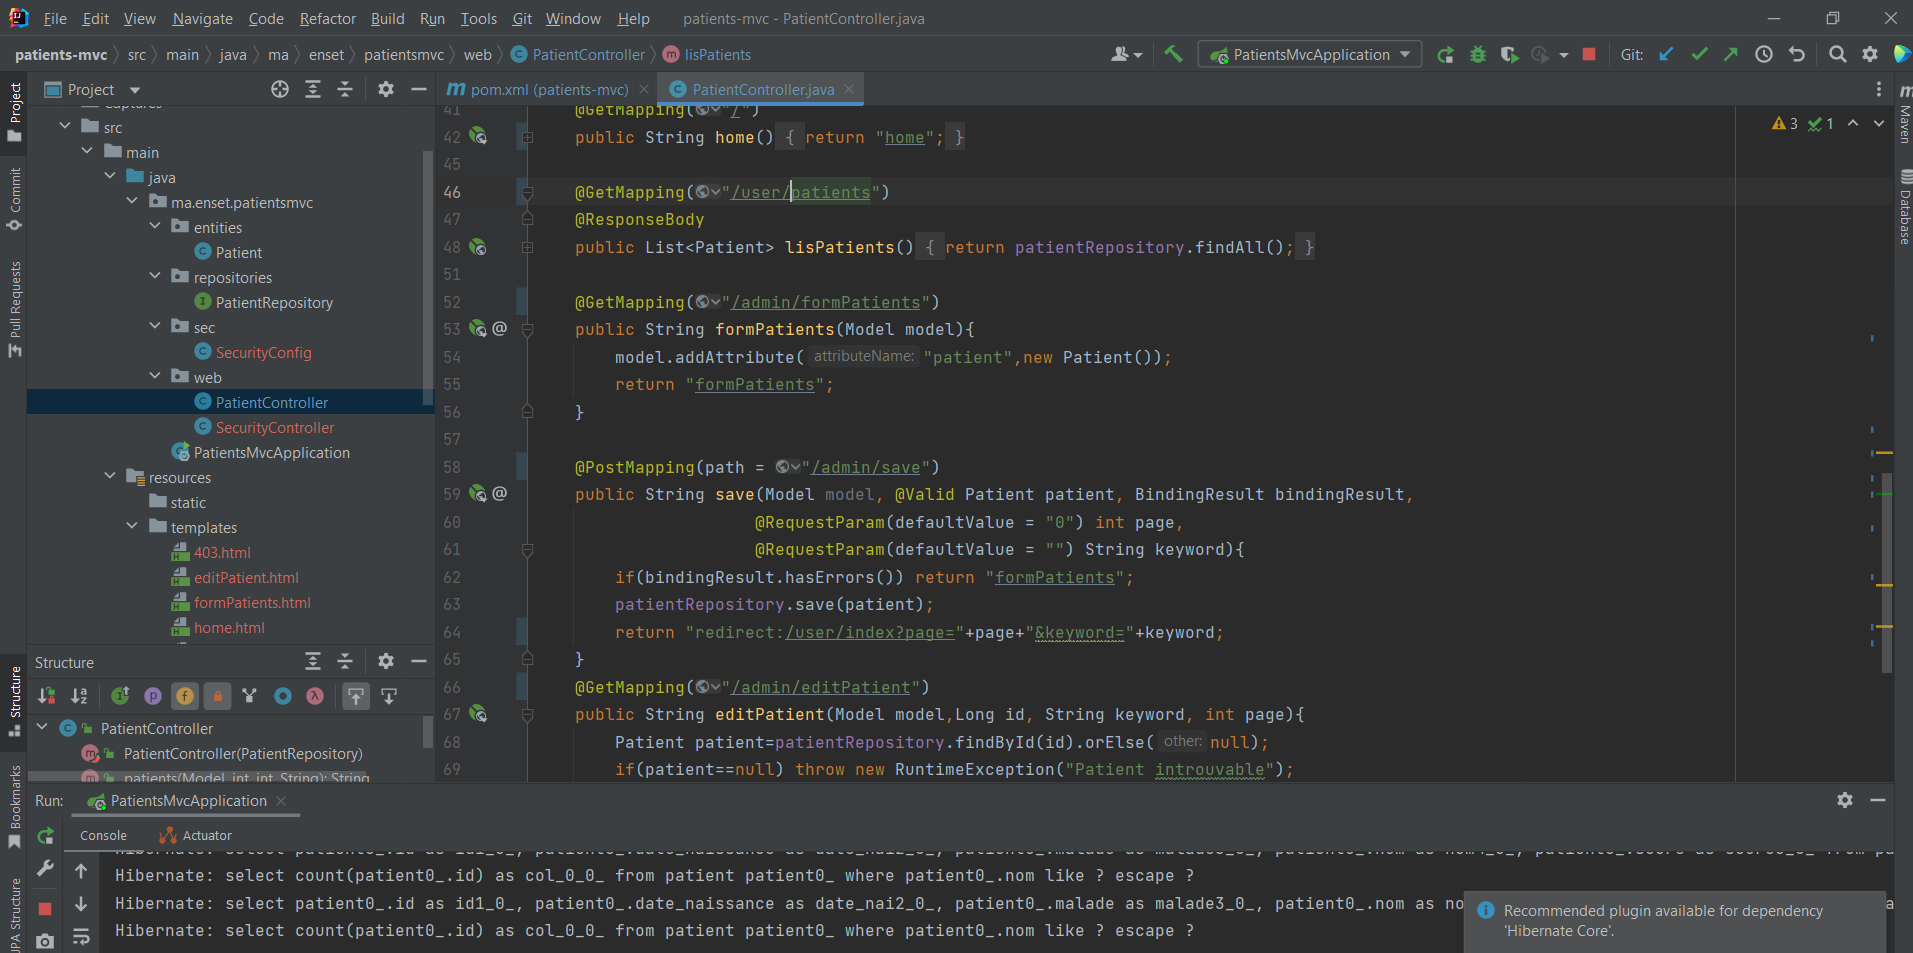 File Edit View Navigate Code Refactor Build Run Tools Git Window Help patients-mvc - PatientController.java
patients-mvc src main java ma enset patientsmvc web PatientController lisPatients PatientsMvcApplication Git:
Project
pom.xml (patients-mvc) PatientController.java
Project
Commit
Pull Requests
Structure
Bookmarks
JPA Structure
Maven
Database
src
main
java
ma.enset.patientsmvc
entities
Patient
repositories
PatientRepository
sec
SecurityConfig
web
PatientController
SecurityController
PatientsMvcApplication
resources
static
templates
403.html
editPatient.html
formPatients.html
home.html
Structure
PatientController
PatientController(PatientRepository)
patients(Model, int, int, String): String
3 1
41 @GetMapping("/")
42 public String home() { return "home"; }
45
46 @GetMapping("/user/patients")
47 @ResponseBody
48 public List<Patient> lisPatients() { return patientRepository.findAll(); }
51
52 @GetMapping("/admin/formPatients")
53 @ public String formPatients(Model model){
54 model.addAttribute( attributeName: "patient",new Patient());
55 return "formPatients";
56 }
57
58 @PostMapping(path = "/admin/save")
59 @ public String save(Model model, @Valid Patient patient, BindingResult bindingResult,
60 @RequestParam(defaultValue = "0") int page,
61 @RequestParam(defaultValue = "") String keyword){
62 if(bindingResult.hasErrors()) return "formPatients";
63 patientRepository.save(patient);
64 return "redirect:/user/index?page="+page+"&keyword="+keyword;
65 }
66 @GetMapping("/admin/editPatient")
67 public String editPatient(Model model,Long id, String keyword, int page){
68 Patient patient=patientRepository.findById(id).orElse( other: null);
69 if(patient==null) throw new RuntimeException("Patient introuvable");
Run: PatientsMvcApplication
Console Actuator
Hibernate: select count(patient0_.id) as col_0_0_ from patient patient0_ where patient0_.nom like ? escape ?
Hibernate: select patient0_.id as id1_0_, patient0_.date_naissance as date_nai2_0_, patient0_.malade as malade3_0_, patient0_.nom as no
Hibernate: select count(patient0_.id) as col_0_0_ from patient patient0_ where patient0_.nom like ? escape ?
Recommended plugin available for dependency
'Hibernate Core'.